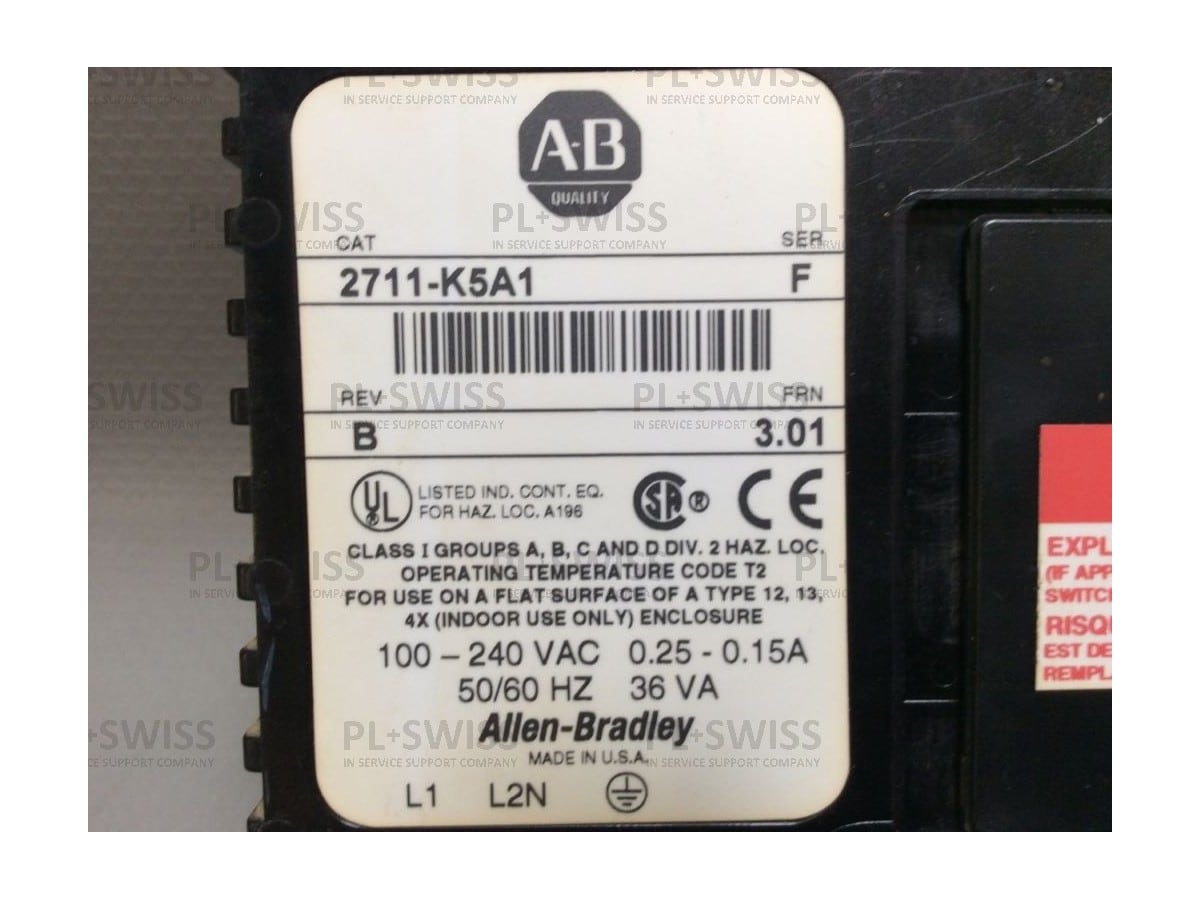 A-B
QUALITY
CAT SER
2711-K5A1 F
REV FRN
B 3.01
UL LISTED IND. CONT. EQ.
FOR HAZ. LOC. A196
SA ® CE
CLASS I GROUPS A, B, C AND D DIV. 2 HAZ. LOC.
OPERATING TEMPERATURE CODE T2
FOR USE ON A FLAT SURFACE OF A TYPE 12, 13,
4X (INDOOR USE ONLY) ENCLOSURE
100 – 240 VAC 0.25 - 0.15A
50/60 HZ 36 VA
Allen-Bradley
MADE IN U.S.A.
L1 L2N
EXPL
(IF APP
SWITCH
RISQU
EST DE
REMPLA
PL+SWISS
IN SERVICE SUPPORT COMPANY